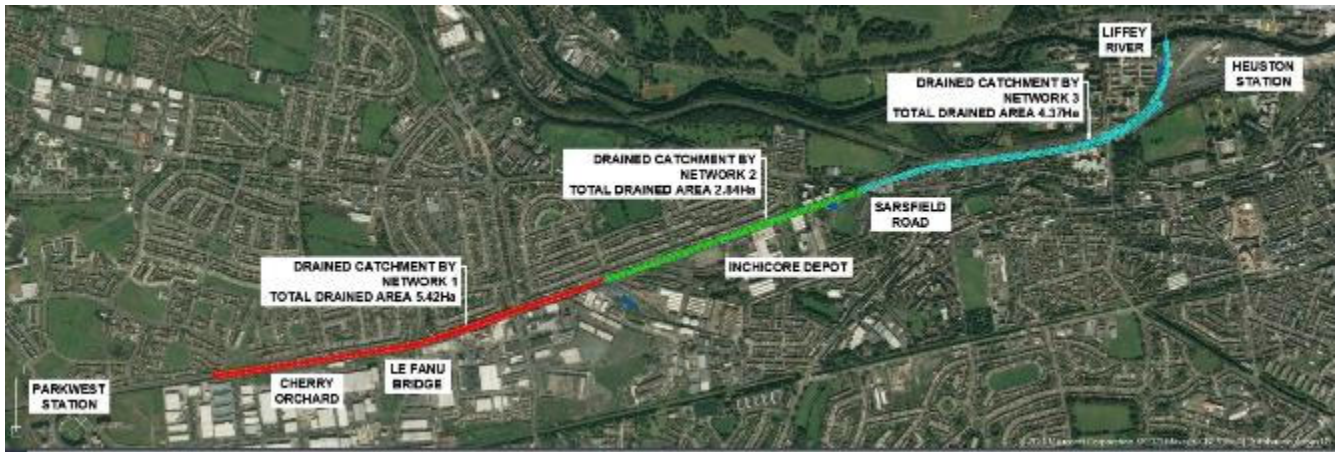 LIFFEY
RIVER
HEUSTON
STATION
DRAINED CATCHMENT BY
NETWORK 3
TOTAL DRAINED AREA 4.37Ha
DRAINED CATCHMENT BY
NETWORK 2
TOTAL DRAINED AREA 2.84Ha
SARSFIELD
ROAD
INCHICORE DEPOT
DRAINED CATCHMENT BY
NETWORK 1
TOTAL DRAINED AREA 5.42Ha
LE FANU
BRIDGE
CHERRY
ORCHARD
PARKWEST
STATION